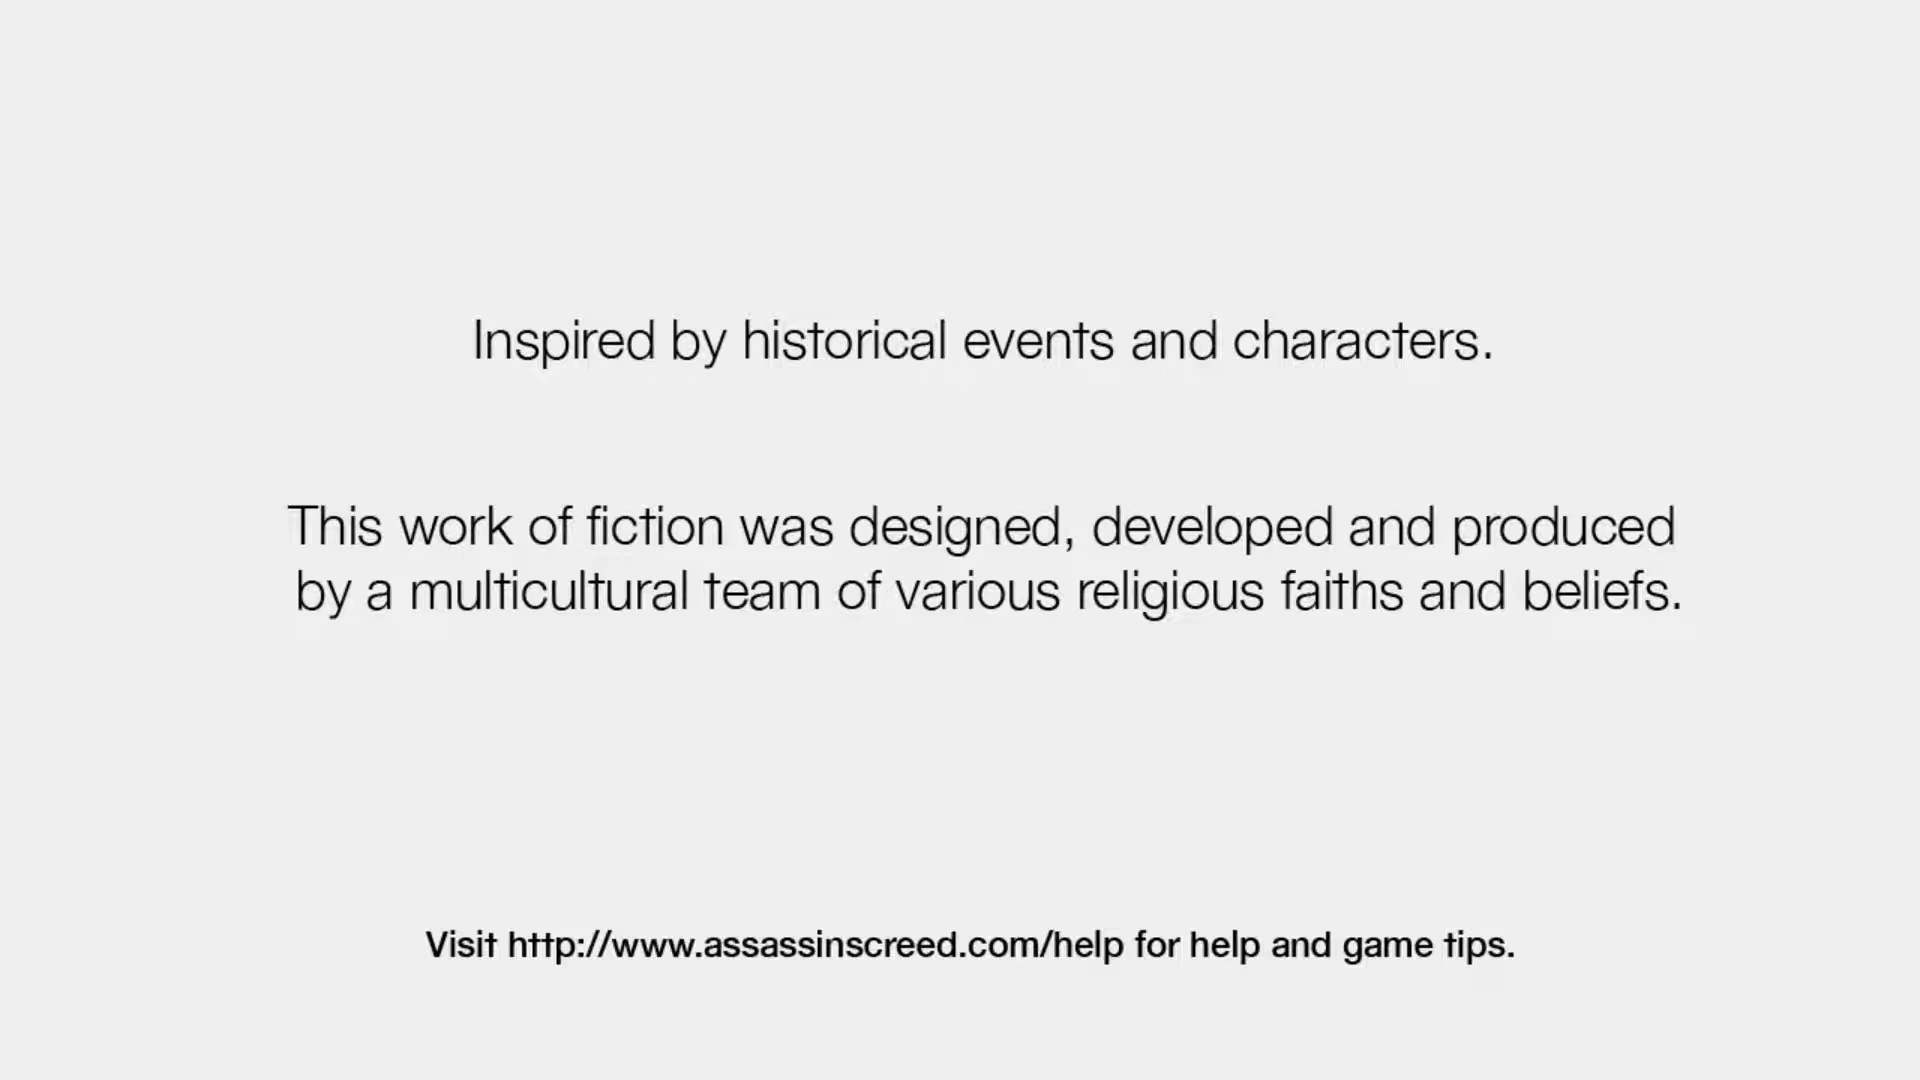 Inspired by historical events and characters.
This work of fiction was designed, developed and produced
by a multicultural team of various religious faiths and beliefs.
Visit http://www.assassinscreed.com/help for help and game tips.